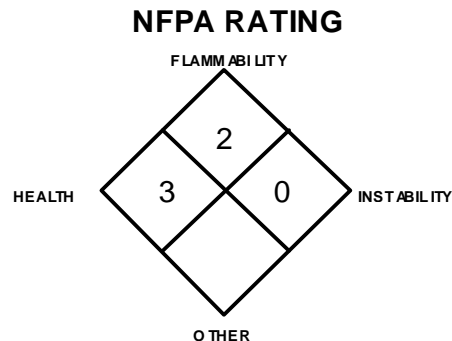 NFPA RATING
FLAMMABILITY
2
HEALTH 3 0 INSTABILITY
OTHER